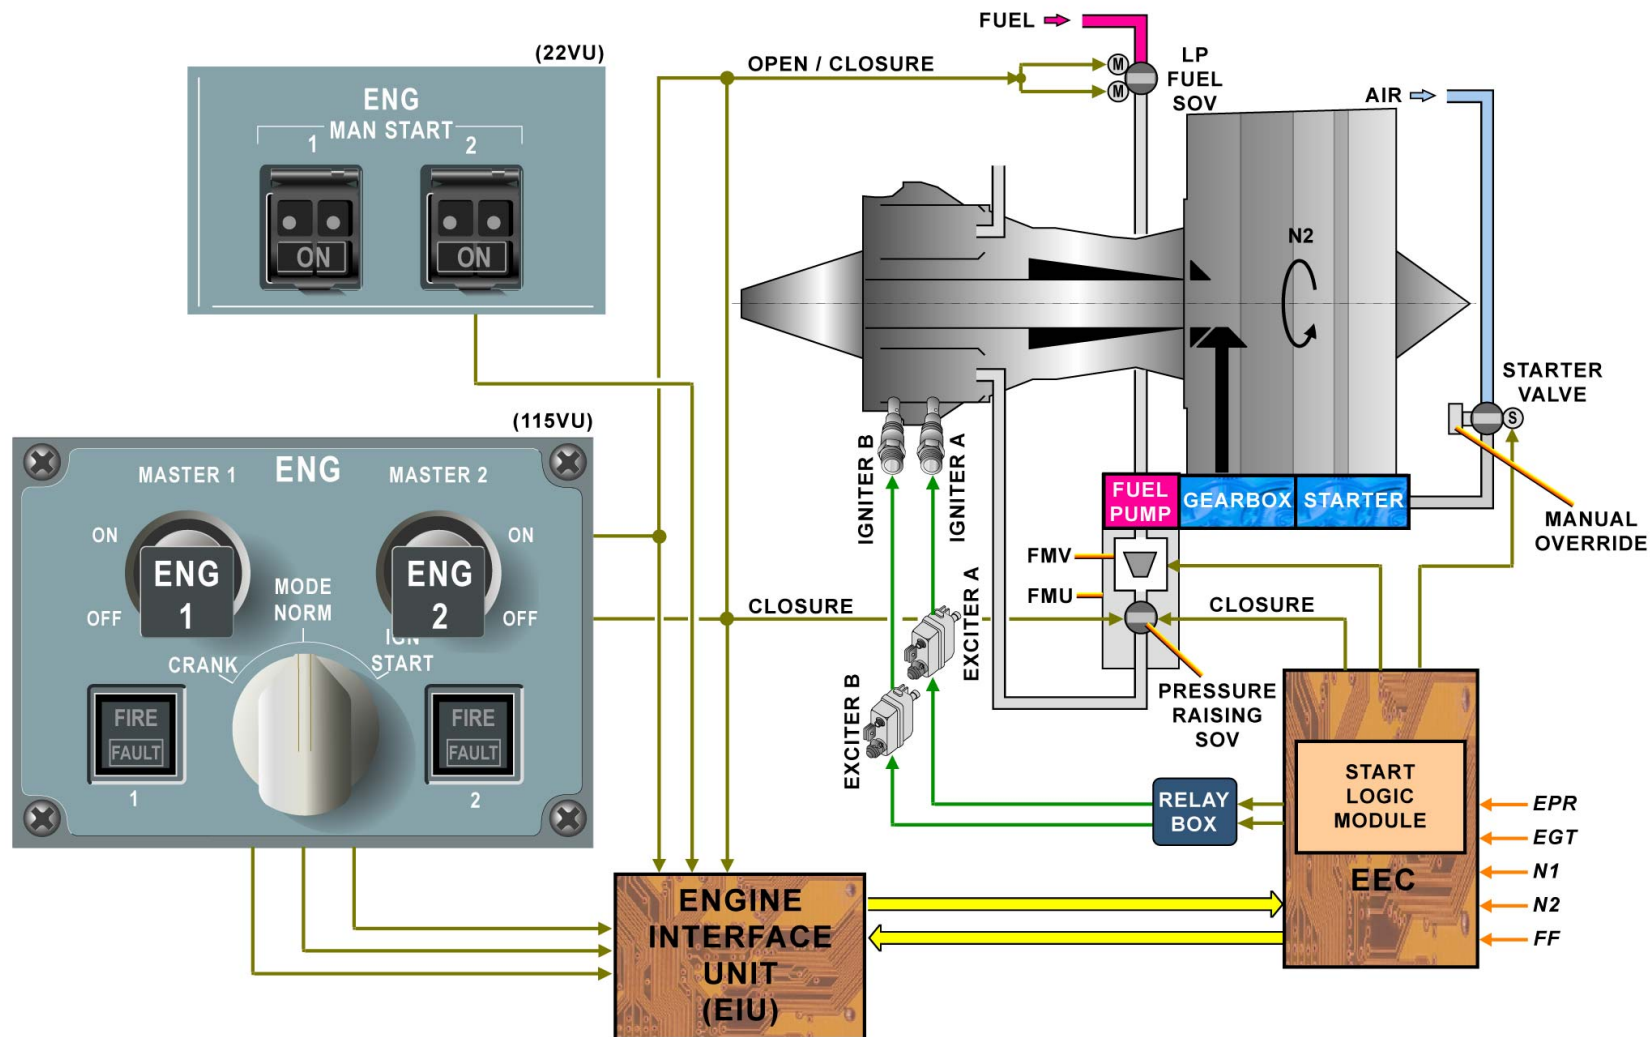 (22VU)
ENG
MAN START
1 2
ON ON
(115VU)
MASTER 1 ENG MASTER 2
ON ON
ENG
1
ENG
2
OFF OFF
MODE
NORM
CRANK
IGN
START
FIRE
FAULT
1
FIRE
FAULT
2
FUEL
OPEN / CLOSURE
M
M
LP
FUEL
SOV
AIR
N2
STARTER
VALVE
S
MANUAL
OVERRIDE
IGNITER B
IGNITER A
FUEL
PUMP
GEARBOX
STARTER
FMV
FMU
CLOSURE
CLOSURE
EXCITER A
EXCITER B
PRESSURE
RAISING
SOV
RELAY
BOX
START
LOGIC
MODULE
EEC
EPR
EGT
N1
N2
FF
ENGINE
INTERFACE
UNIT
(EIU)